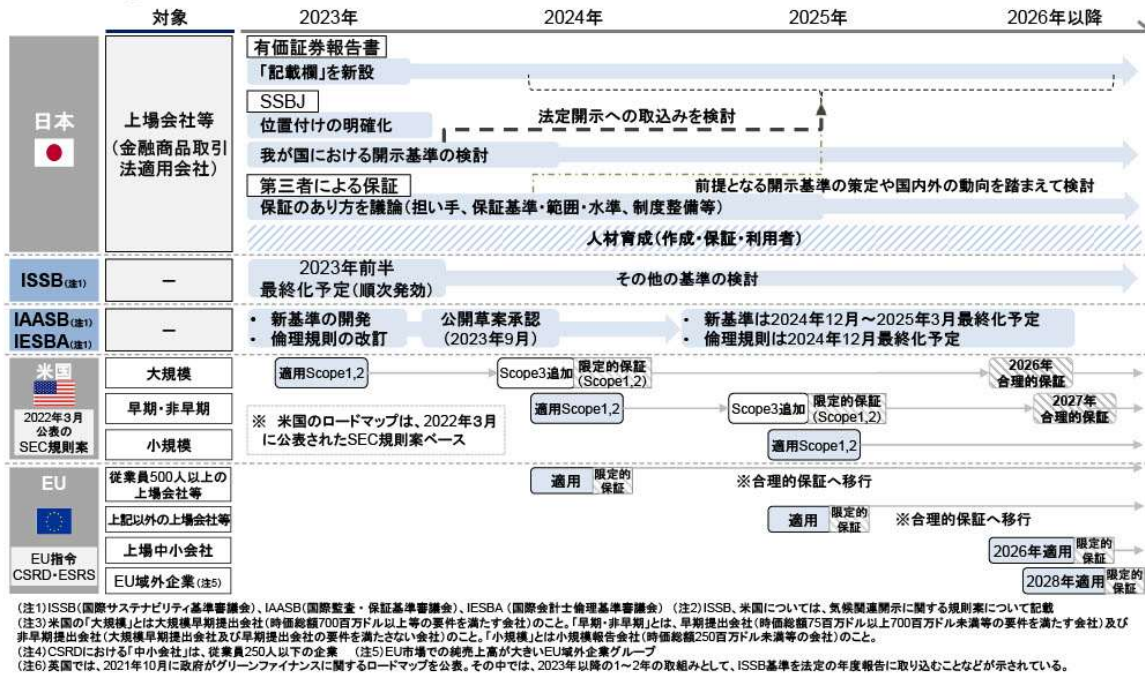 対象
2023年
2024年
2025年
2026年以降
日本
上場会社等
(金融商品取引
法適用会社)
有価証券報告書
「記載欄」を新設
SSBJ
位置付けの明確化
法定開示への取込みを検討
我が国における開示基準の検討
第三者による保証
前提となる開示基準の策定や国内外の動向を踏まえて検討
保証のあり方を議論(担い手、保証基準・範囲・水準、制度整備等)
人材育成(作成・保証・利用者)
ISSB(注1)
―
2023年前半
最終化予定(順次発効)
その他の基準の検討
IAASB(注1)
IESBA(注1)
―
• 新基準の開発
• 倫理規則の改訂
公開草案承認
(2023年9月)
• 新基準は2024年12月～2025年3月最終化予定
• 倫理規則は2024年12月最終化予定
米国
2022年3月
公表の
SEC規則案
大規模
適用Scope1,2
Scope3追加
限定的保証
(Scope1,2)
2026年
合理的保証
早期・非早期
※ 米国のロードマップは、2022年3月
に公表されたSEC規則案ベース
適用Scope1,2
Scope3追加
限定的保証
(Scope1,2)
2027年
合理的保証
小規模
適用Scope1,2
EU
EU指令
CSRD・ESRS
従業員500人以上の
上場会社等
適用
限定的
保証
※合理的保証へ移行
上記以外の上場会社等
適用
限定的
保証
※合理的保証へ移行
上場中小会社
2026年適用
限定的
保証
EU域外企業(注5)
2028年適用
限定的
保証
(注1)ISSB(国際サステナビリティ基準審議会)、IAASB(国際監査・保証基準審議会)、IESBA (国際会計士倫理基準審議会) (注2)ISSB、米国については、気候関連開示に関する規則案について記載
(注3)米国の「大規模」とは大規模早期提出会社(時価総額700百万ドル以上等の要件を満たす会社)のこと。「早期・非早期」とは、早期提出会社(時価総額75百万ドル以上700百万ドル未満等の要件を満たす会社)及び
非早期提出会社(大規模早期提出会社及び早期提出会社の要件を満たさない会社)のこと。「小規模」とは小規模報告会社(時価総額250百万ドル未満等の会社)のこと。
(注4)CSRDにおける「中小会社」は、従業員250人以下の企業 (注5)EU市場での純売上高が大きいEU域外企業グループ
(注6)英国では、2021年10月に政府がグリーンファイナンスに関するロードマップを公表。その中では、2023年以降の1～2年の取組みとして、ISSB基準を法定の年度報告に取り込むことなどが示されている。